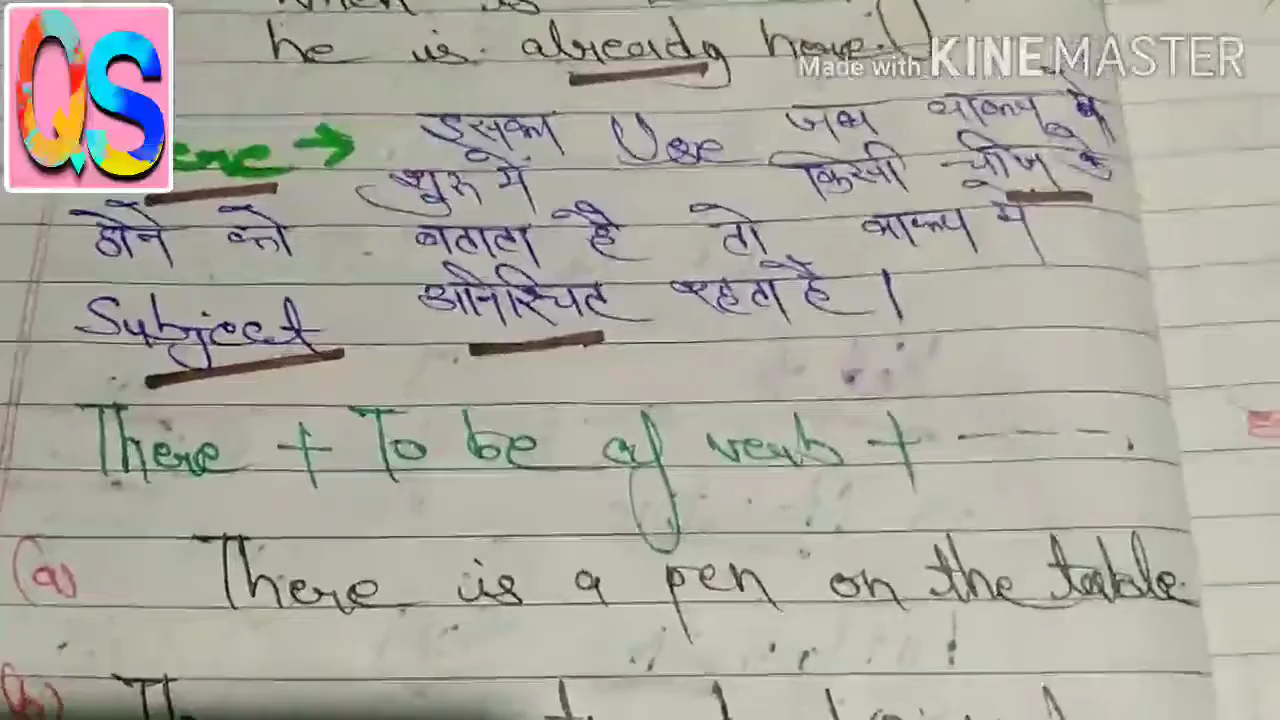 he is already here.
QS
Made with KINEMASTER
ere → इसका Use जब वाक्य के
शुरू में किसी चीज के
होने को बताता है तो वाक्य में
Subject अनिश्चित रहता है।
There + To be of verb + ----.
(a) There is a pen on the table.
(b)